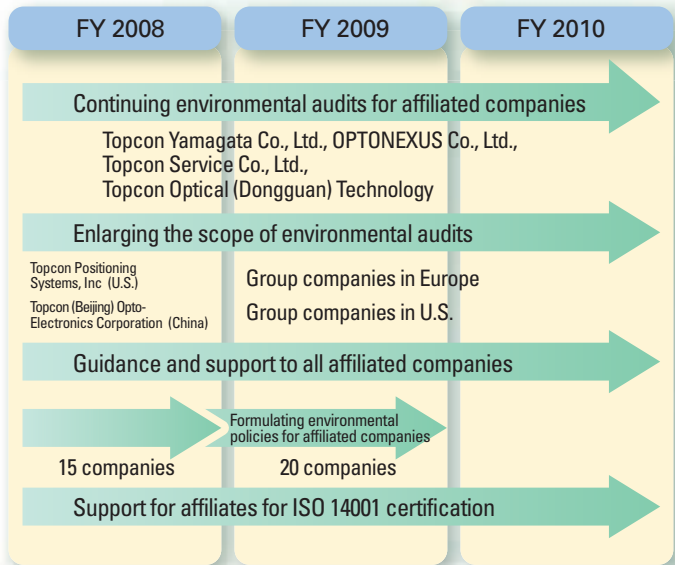 FY 2008 FY 2009 FY 2010
Continuing environmental audits for affiliated companies
Topcon Yamagata Co., Ltd., OPTONEXUS Co., Ltd.,
Topcon Service Co., Ltd.,
Topcon Optical (Dongguan) Technology
Enlarging the scope of environmental audits
Topcon Positioning
Systems, Inc (U.S.)
Topcon (Beijing) Opto-
Electronics Corporation (China)
Group companies in Europe
Group companies in U.S.
Guidance and support to all affiliated companies
Formulating environmental
policies for affiliated companies
15 companies 20 companies
Support for affiliates for ISO 14001 certification